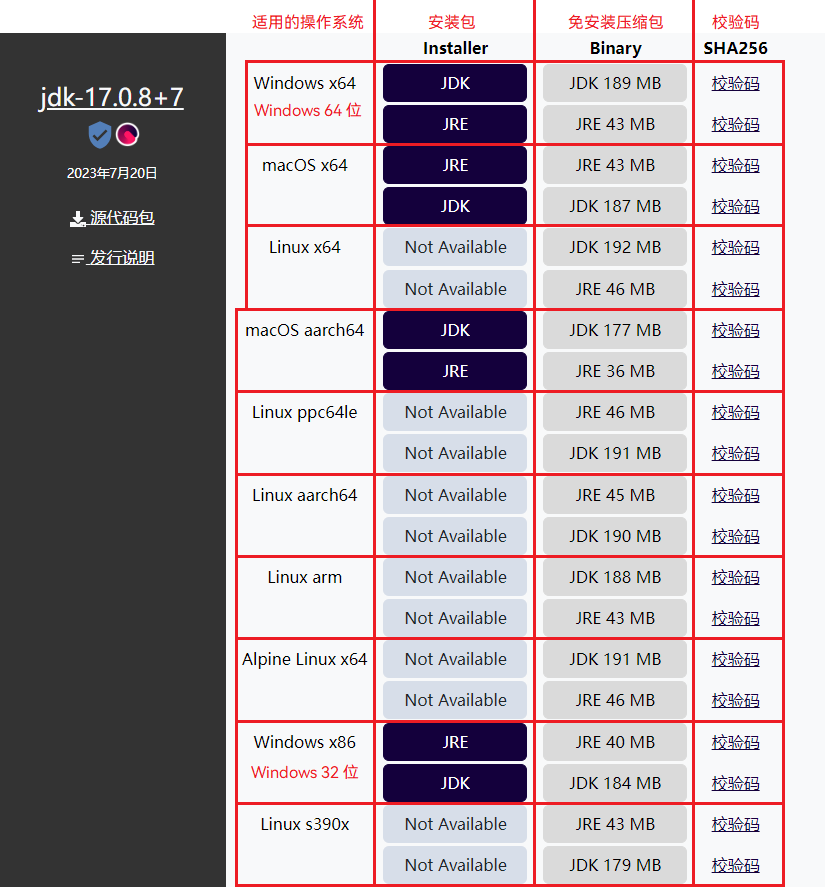 适用的操作系统 安装包 免安装压缩包 校验码
Installer Binary SHA256
jdk-17.0.8+7
2023年7月20日
源代码包
发行说明
Windows x64 JDK JDK 189 MB 校验码
Windows 64 位 JRE JRE 43 MB 校验码
macOS x64 JRE JRE 43 MB 校验码
JDK JDK 187 MB 校验码
Linux x64 Not Available JDK 192 MB 校验码
Not Available JRE 46 MB 校验码
macOS aarch64 JDK JDK 177 MB 校验码
JRE JRE 36 MB 校验码
Linux ppc64le Not Available JRE 46 MB 校验码
Not Available JDK 191 MB 校验码
Linux aarch64 Not Available JRE 45 MB 校验码
Not Available JDK 190 MB 校验码
Linux arm Not Available JDK 188 MB 校验码
Not Available JRE 43 MB 校验码
Alpine Linux x64 Not Available JDK 191 MB 校验码
Not Available JRE 46 MB 校验码
Windows x86 JRE JRE 40 MB 校验码
Windows 32 位 JDK JDK 184 MB 校验码
Linux s390x Not Available JRE 43 MB 校验码
Not Available JDK 179 MB 校验码